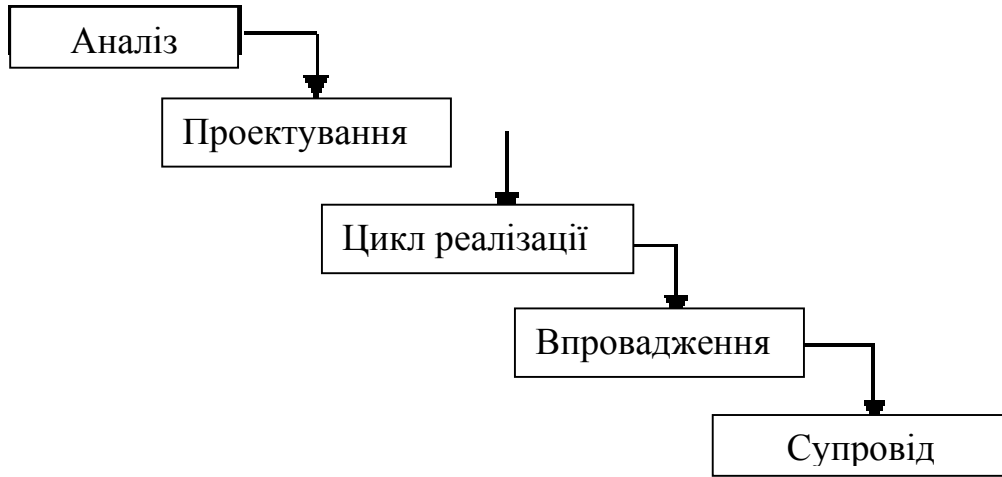 Аналіз
Проектування
Цикл реалізації
Впровадження
Супровід